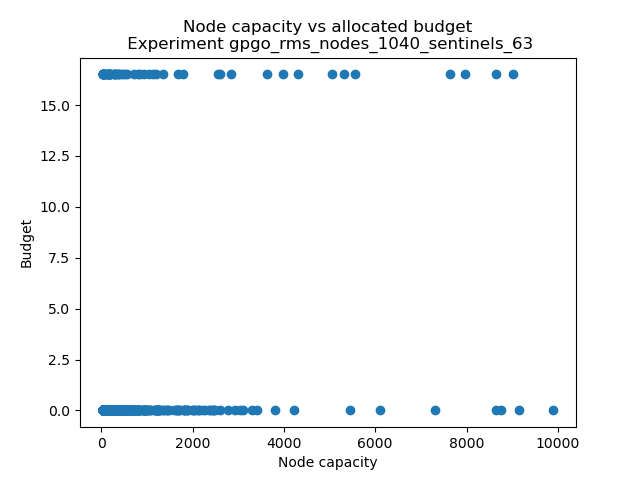 Node capacity vs allocated budget
Experiment gpgo_rms_nodes_1040_sentinels_63
15.0
12.5
10.0
7.5
5.0
2.5
0.0
Budget
0 2000 4000 6000 8000 10000
Node capacity